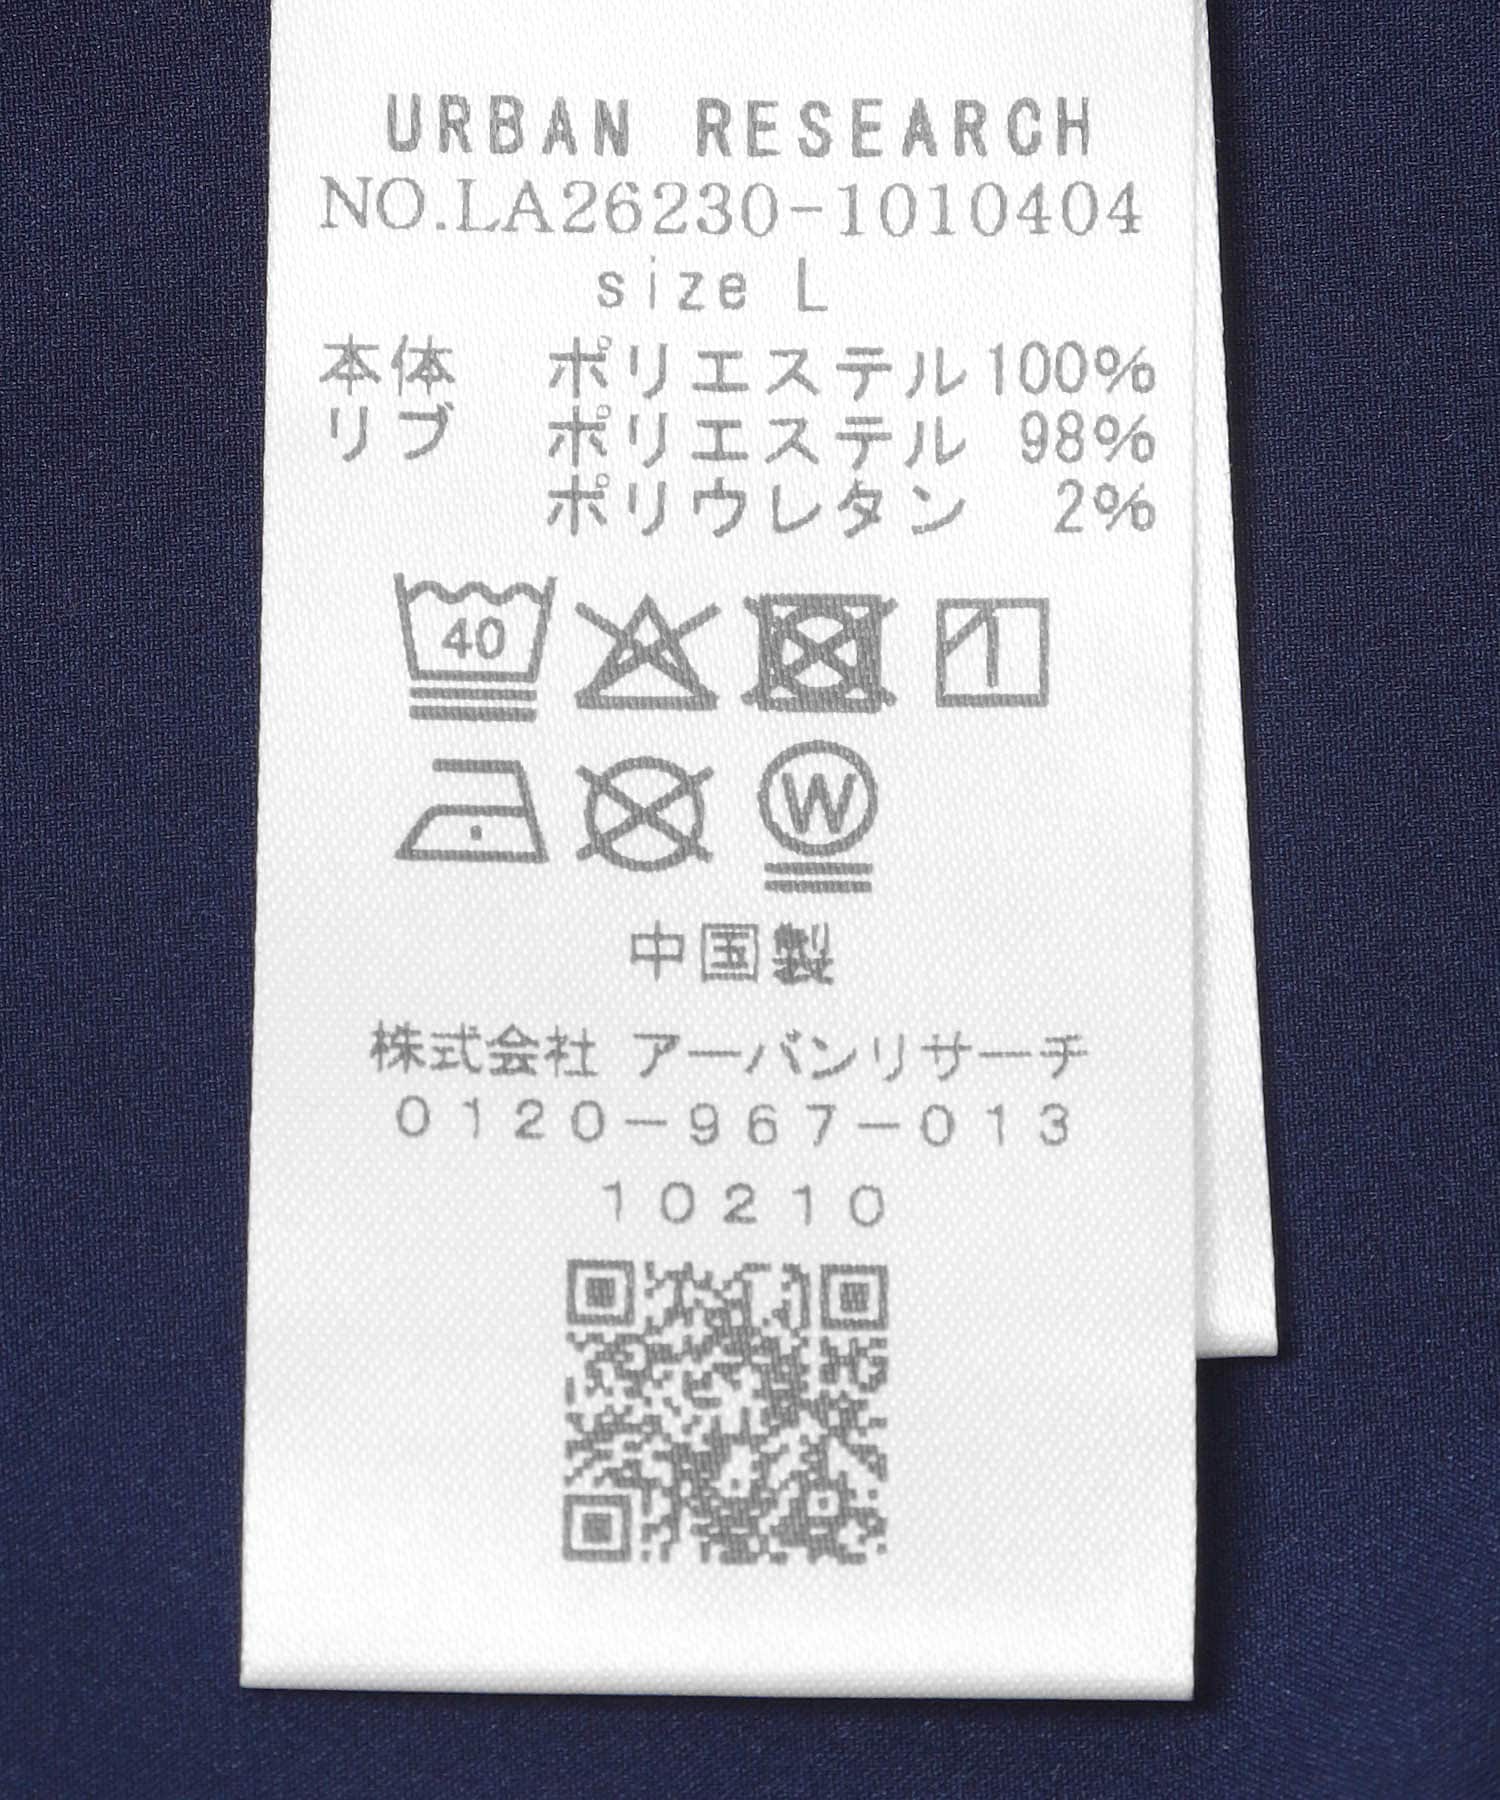 URBAN RESEARCH
NO.LA26230-1010404
size L
本体 ポリエステル100%
リブ ポリエステル 98%
ポリウレタン 2%
40
W
中国製
株式会社 アーバンリサーチ
0120-967-013
10210